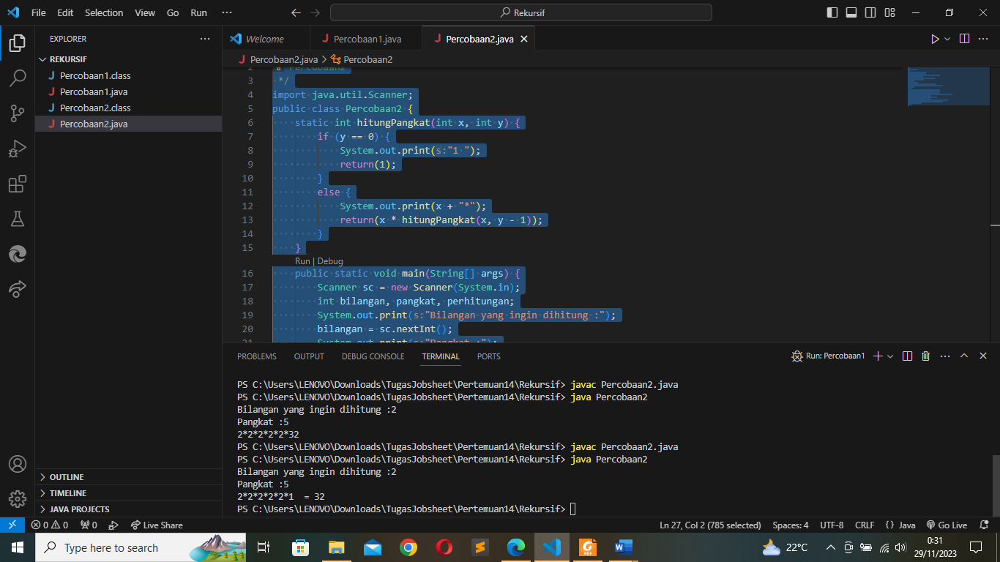 File Edit Selection View Go Run ···
Rekursif
EXPLORER ···
REKURSIF
J Percobaan1.class
J Percobaan1.java
J Percobaan2.class
J Percobaan2.java
OUTLINE
TIMELINE
JAVA PROJECTS
Welcome
J Percobaan1.java
J Percobaan2.java
J Percobaan2.java > Percobaan2
2 * Percobaan2
3 */
4 import java.util.Scanner;
5 public class Percobaan2 {
6 static int hitungPangkat(int x, int y) {
7 if (y == 0) {
8 System.out.print(s:"1 ");
9 return(1);
10 }
11 else {
12 System.out.print(x + "*");
13 return(x * hitungPangkat(x, y - 1));
14 }
15 }
Run | Debug
16 public static void main(String[] args) {
17 Scanner sc = new Scanner(System.in);
18 int bilangan, pangkat, perhitungan;
19 System.out.print(s:"Bilangan yang ingin dihitung :");
20 bilangan = sc.nextInt();
21 System.out.print(s:"Pangkat :");
PROBLEMS OUTPUT DEBUG CONSOLE TERMINAL PORTS
Run: Percobaan1
PS C:\Users\LENOVO\Downloads\TugasJobsheet\Pertemuan14\Rekursif> javac Percobaan2.java
PS C:\Users\LENOVO\Downloads\TugasJobsheet\Pertemuan14\Rekursif> java Percobaan2
Bilangan yang ingin dihitung :2
Pangkat :5
2*2*2*2*2*32
PS C:\Users\LENOVO\Downloads\TugasJobsheet\Pertemuan14\Rekursif> javac Percobaan2.java
PS C:\Users\LENOVO\Downloads\TugasJobsheet\Pertemuan14\Rekursif> java Percobaan2
Bilangan yang ingin dihitung :2
Pangkat :5
2*2*2*2*2*1  = 32
PS C:\Users\LENOVO\Downloads\TugasJobsheet\Pertemuan14\Rekursif>
0 0 0 Live Share
Ln 27, Col 2 (785 selected) Spaces: 4 UTF-8 CRLF {} Java Go Live
Type here to search
22°C
0:31
29/11/2023